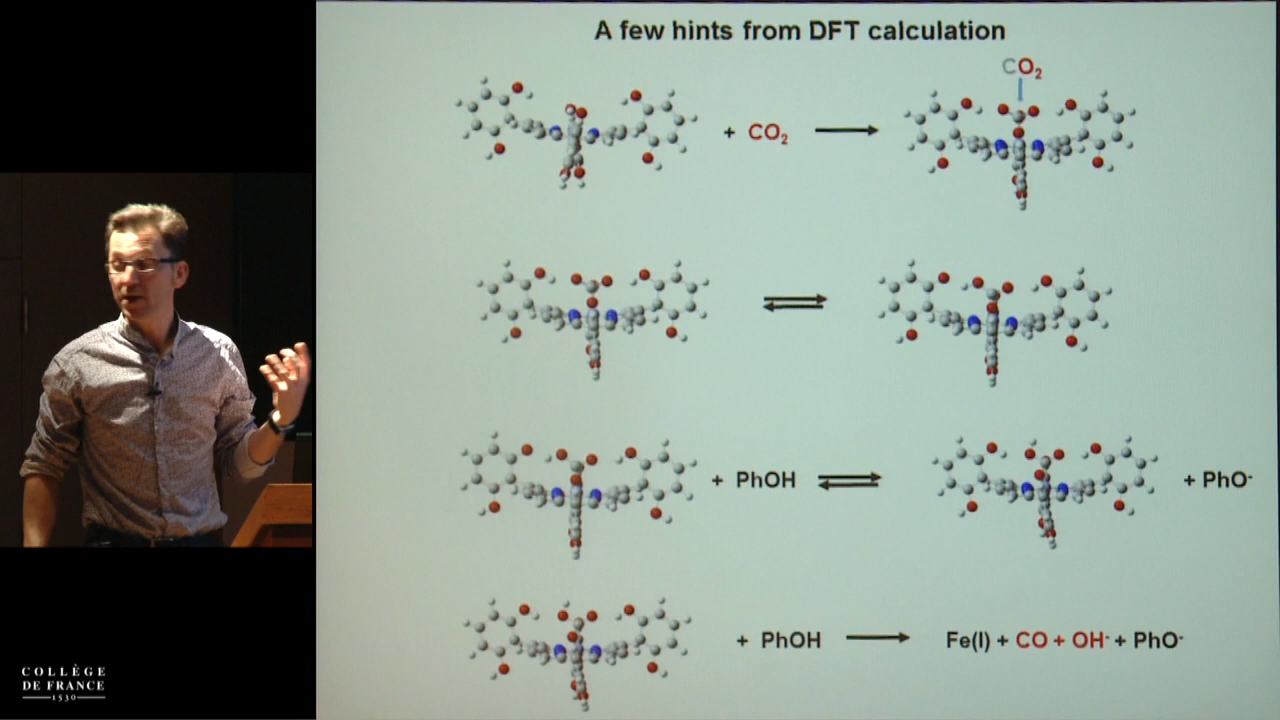 A few hints from DFT calculation
CO2
+ CO2
+ PhOH
+ PhO-
+ PhOH
Fe(I) + CO + OH- + PhO-
COLLÈGE
DE FRANCE
1530